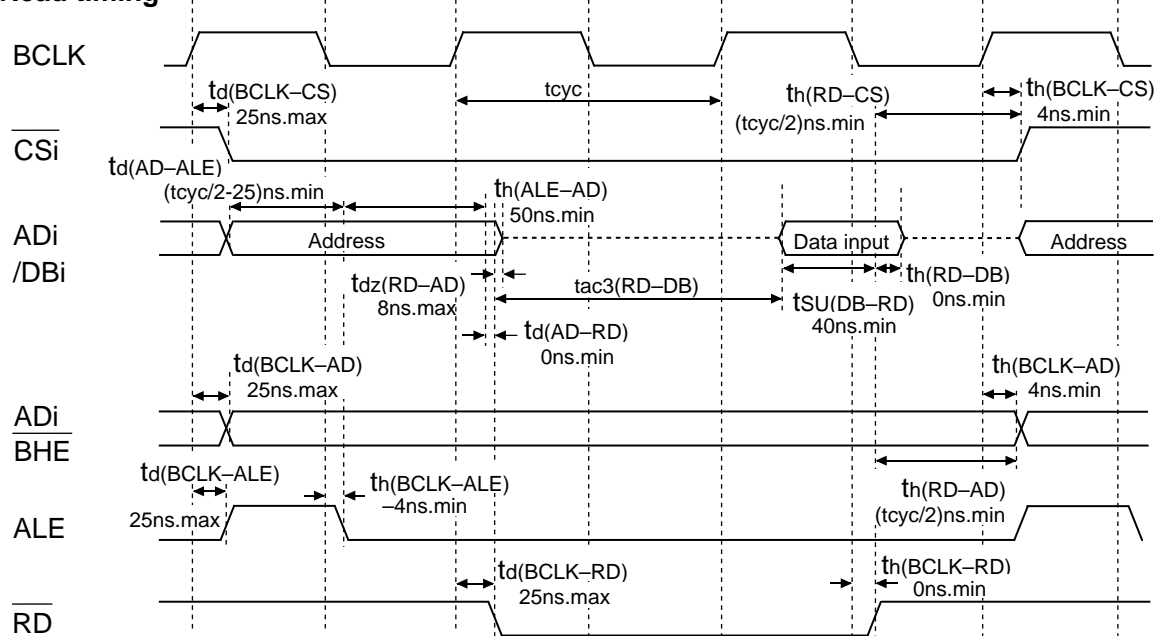 Read timing
BCLK
td(BCLK–CS)
25ns.max
tcyc
th(RD–CS)
(tcyc/2)ns.min
th(BCLK–CS)
4ns.min
CSi
td(AD–ALE)
(tcyc/2-25)ns.min
th(ALE–AD)
50ns.min
ADi
/DBi
Address
Data input
Address
tdz(RD–AD)
8ns.max
tac3(RD–DB)
th(RD–DB)
0ns.min
tSU(DB–RD)
40ns.min
td(AD–RD)
0ns.min
td(BCLK–AD)
25ns.max
th(BCLK–AD)
4ns.min
ADi
BHE
td(BCLK–ALE)
25ns.max
th(BCLK–ALE)
–4ns.min
th(RD–AD)
(tcyc/2)ns.min
ALE
td(BCLK–RD)
25ns.max
th(BCLK–RD)
0ns.min
RD